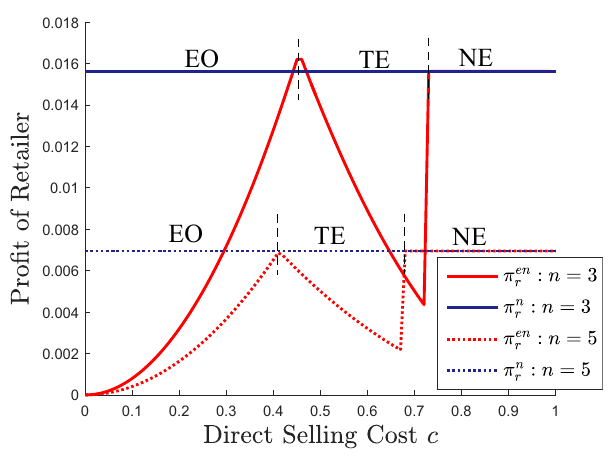 0.018
0.016
0.014
0.012
0.01
0.008
0.006
0.004
0.002
0
Profit of Retailer
EO TE NE
EO TE NE
π_r^{en} : n = 3
π_r^{n} : n = 3
π_r^{en} : n = 5
π_r^{n} : n = 5
0 0.1 0.2 0.3 0.4 0.5 0.6 0.7 0.8 0.9 1
Direct Selling Cost c